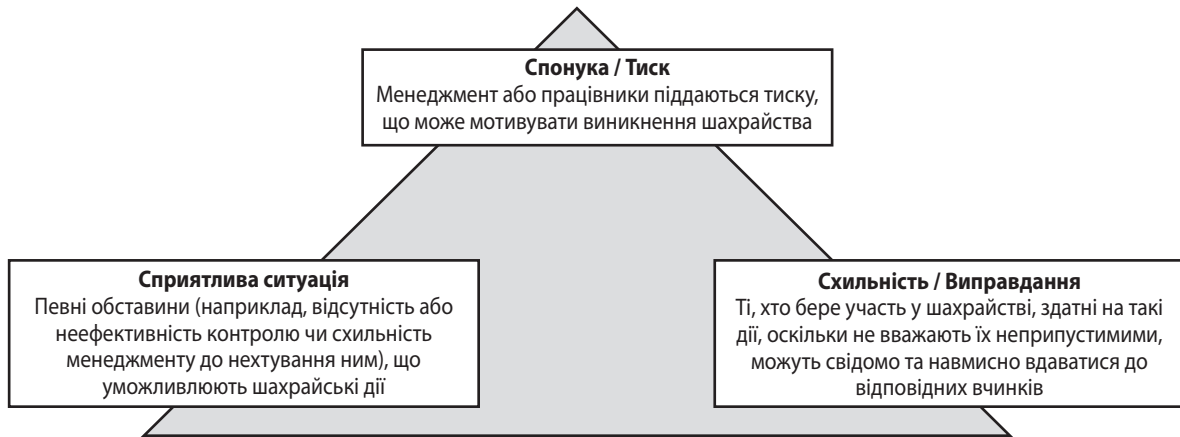 Спонука / Тиск
Менеджмент або працівники піддаються тиску,
що може мотивувати виникнення шахрайства
Сприятлива ситуація
Певні обставини (наприклад, відсутність або
неефективність контролю чи схильність
менеджменту до нехтування ним), що
уможливлюють шахрайські дії
Схильність / Виправдання
Ті, хто бере участь у шахрайстві, здатні на такі
дії, оскільки не вважають їх неприпустимими,
можуть свідомо та навмисно вдаватися до
відповідних вчинків